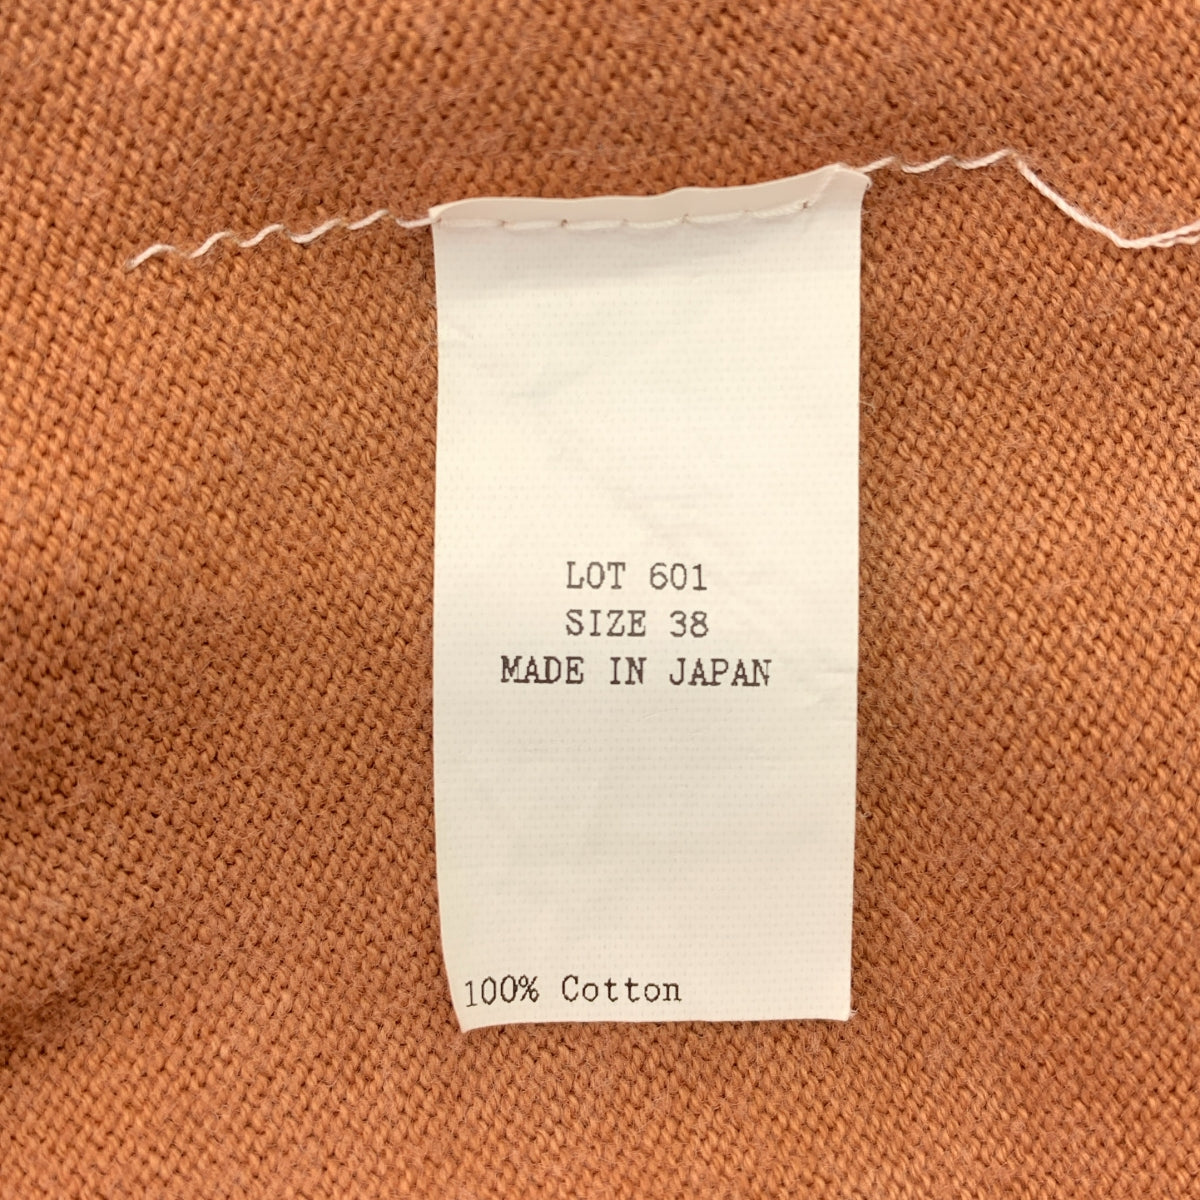 LOT 601
SIZE 38
MADE IN JAPAN
100% Cotton